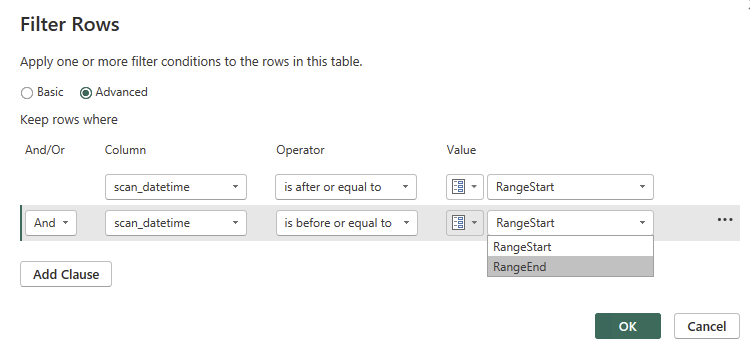 Filter Rows
Apply one or more filter conditions to the rows in this table.
Basic Advanced
Keep rows where
And/Or Column Operator Value
scan_datetime is after or equal to RangeStart
And scan_datetime is before or equal to RangeStart ...
RangeStart
RangeEnd
Add Clause
OK Cancel